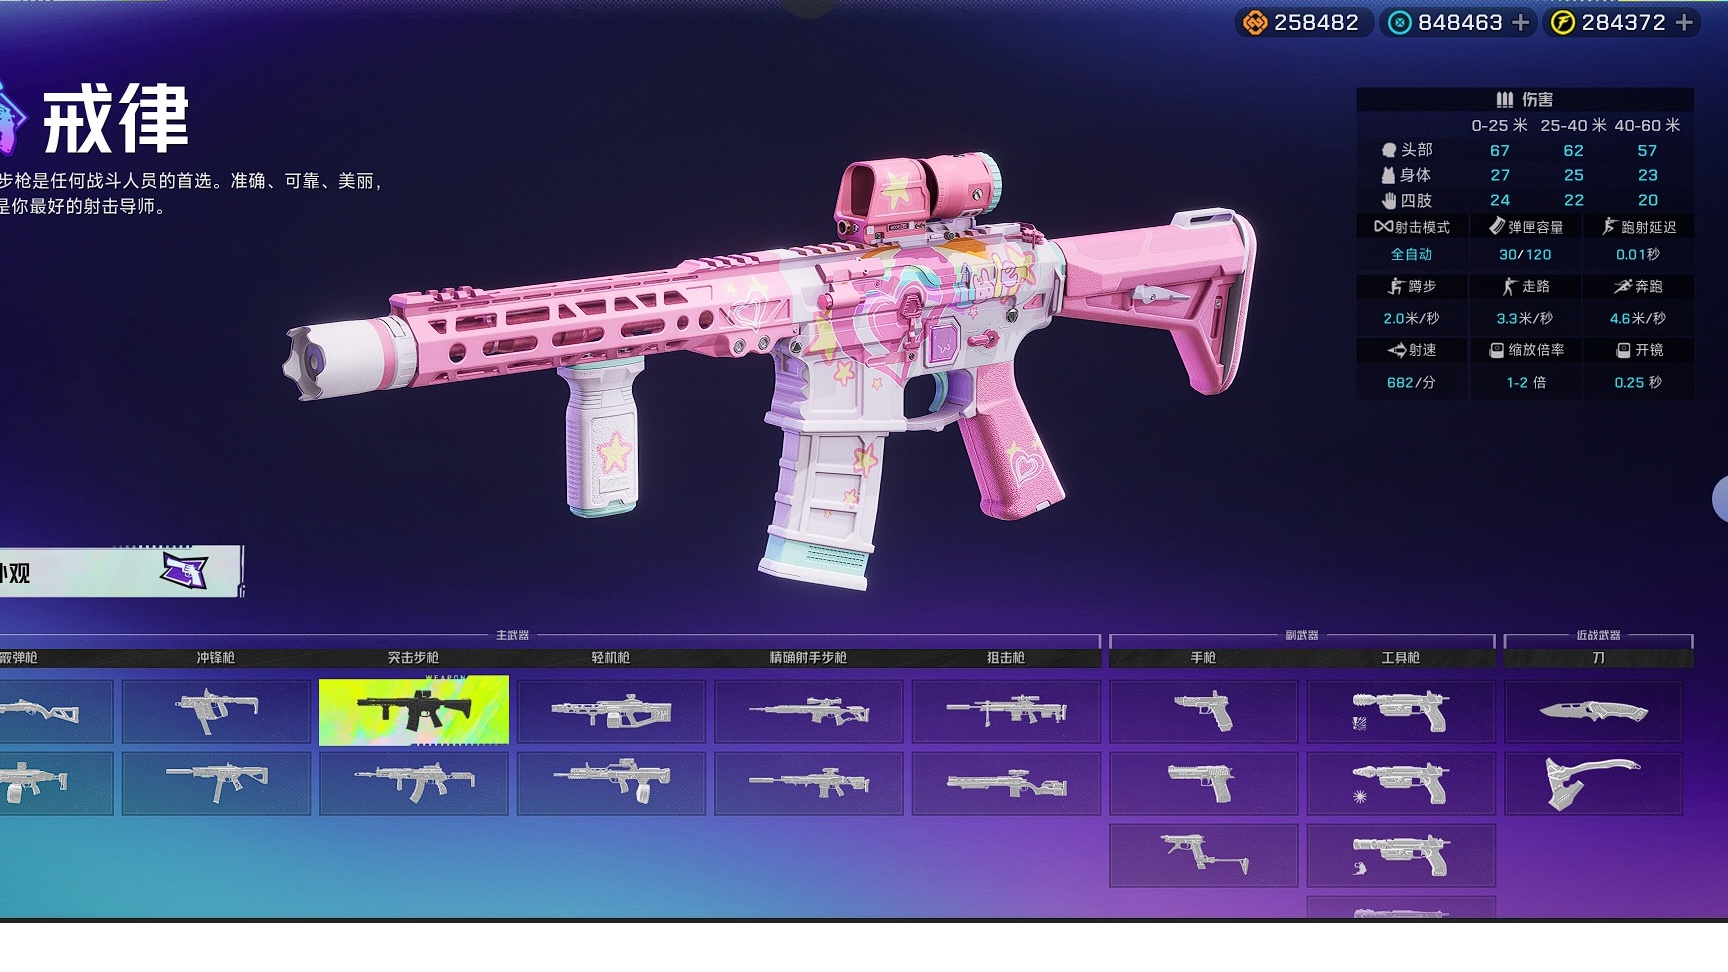 258482 848463 284372
戒律
步枪是任何战斗人员的首选。准确、可靠、美丽，
是你最好的射击导师。
伤害
0-25 米 25-40 米 40-60 米
头部 67 62 57
身体 27 25 23
四肢 24 22 20
射击模式 弹匣容量 跑射延迟
全自动 30/120 0.01秒
蹲步 走路 奔跑
2.0米/秒 3.3米/秒 4.6米/秒
射速 缩放倍率 开镜
682/分 1-2 倍 0.25 秒
外观
主武器 副武器 近战武器
霰弹枪 冲锋枪 突击步枪 轻机枪 精确射手步枪 狙击枪 手枪 工具枪 刀
WEAPON